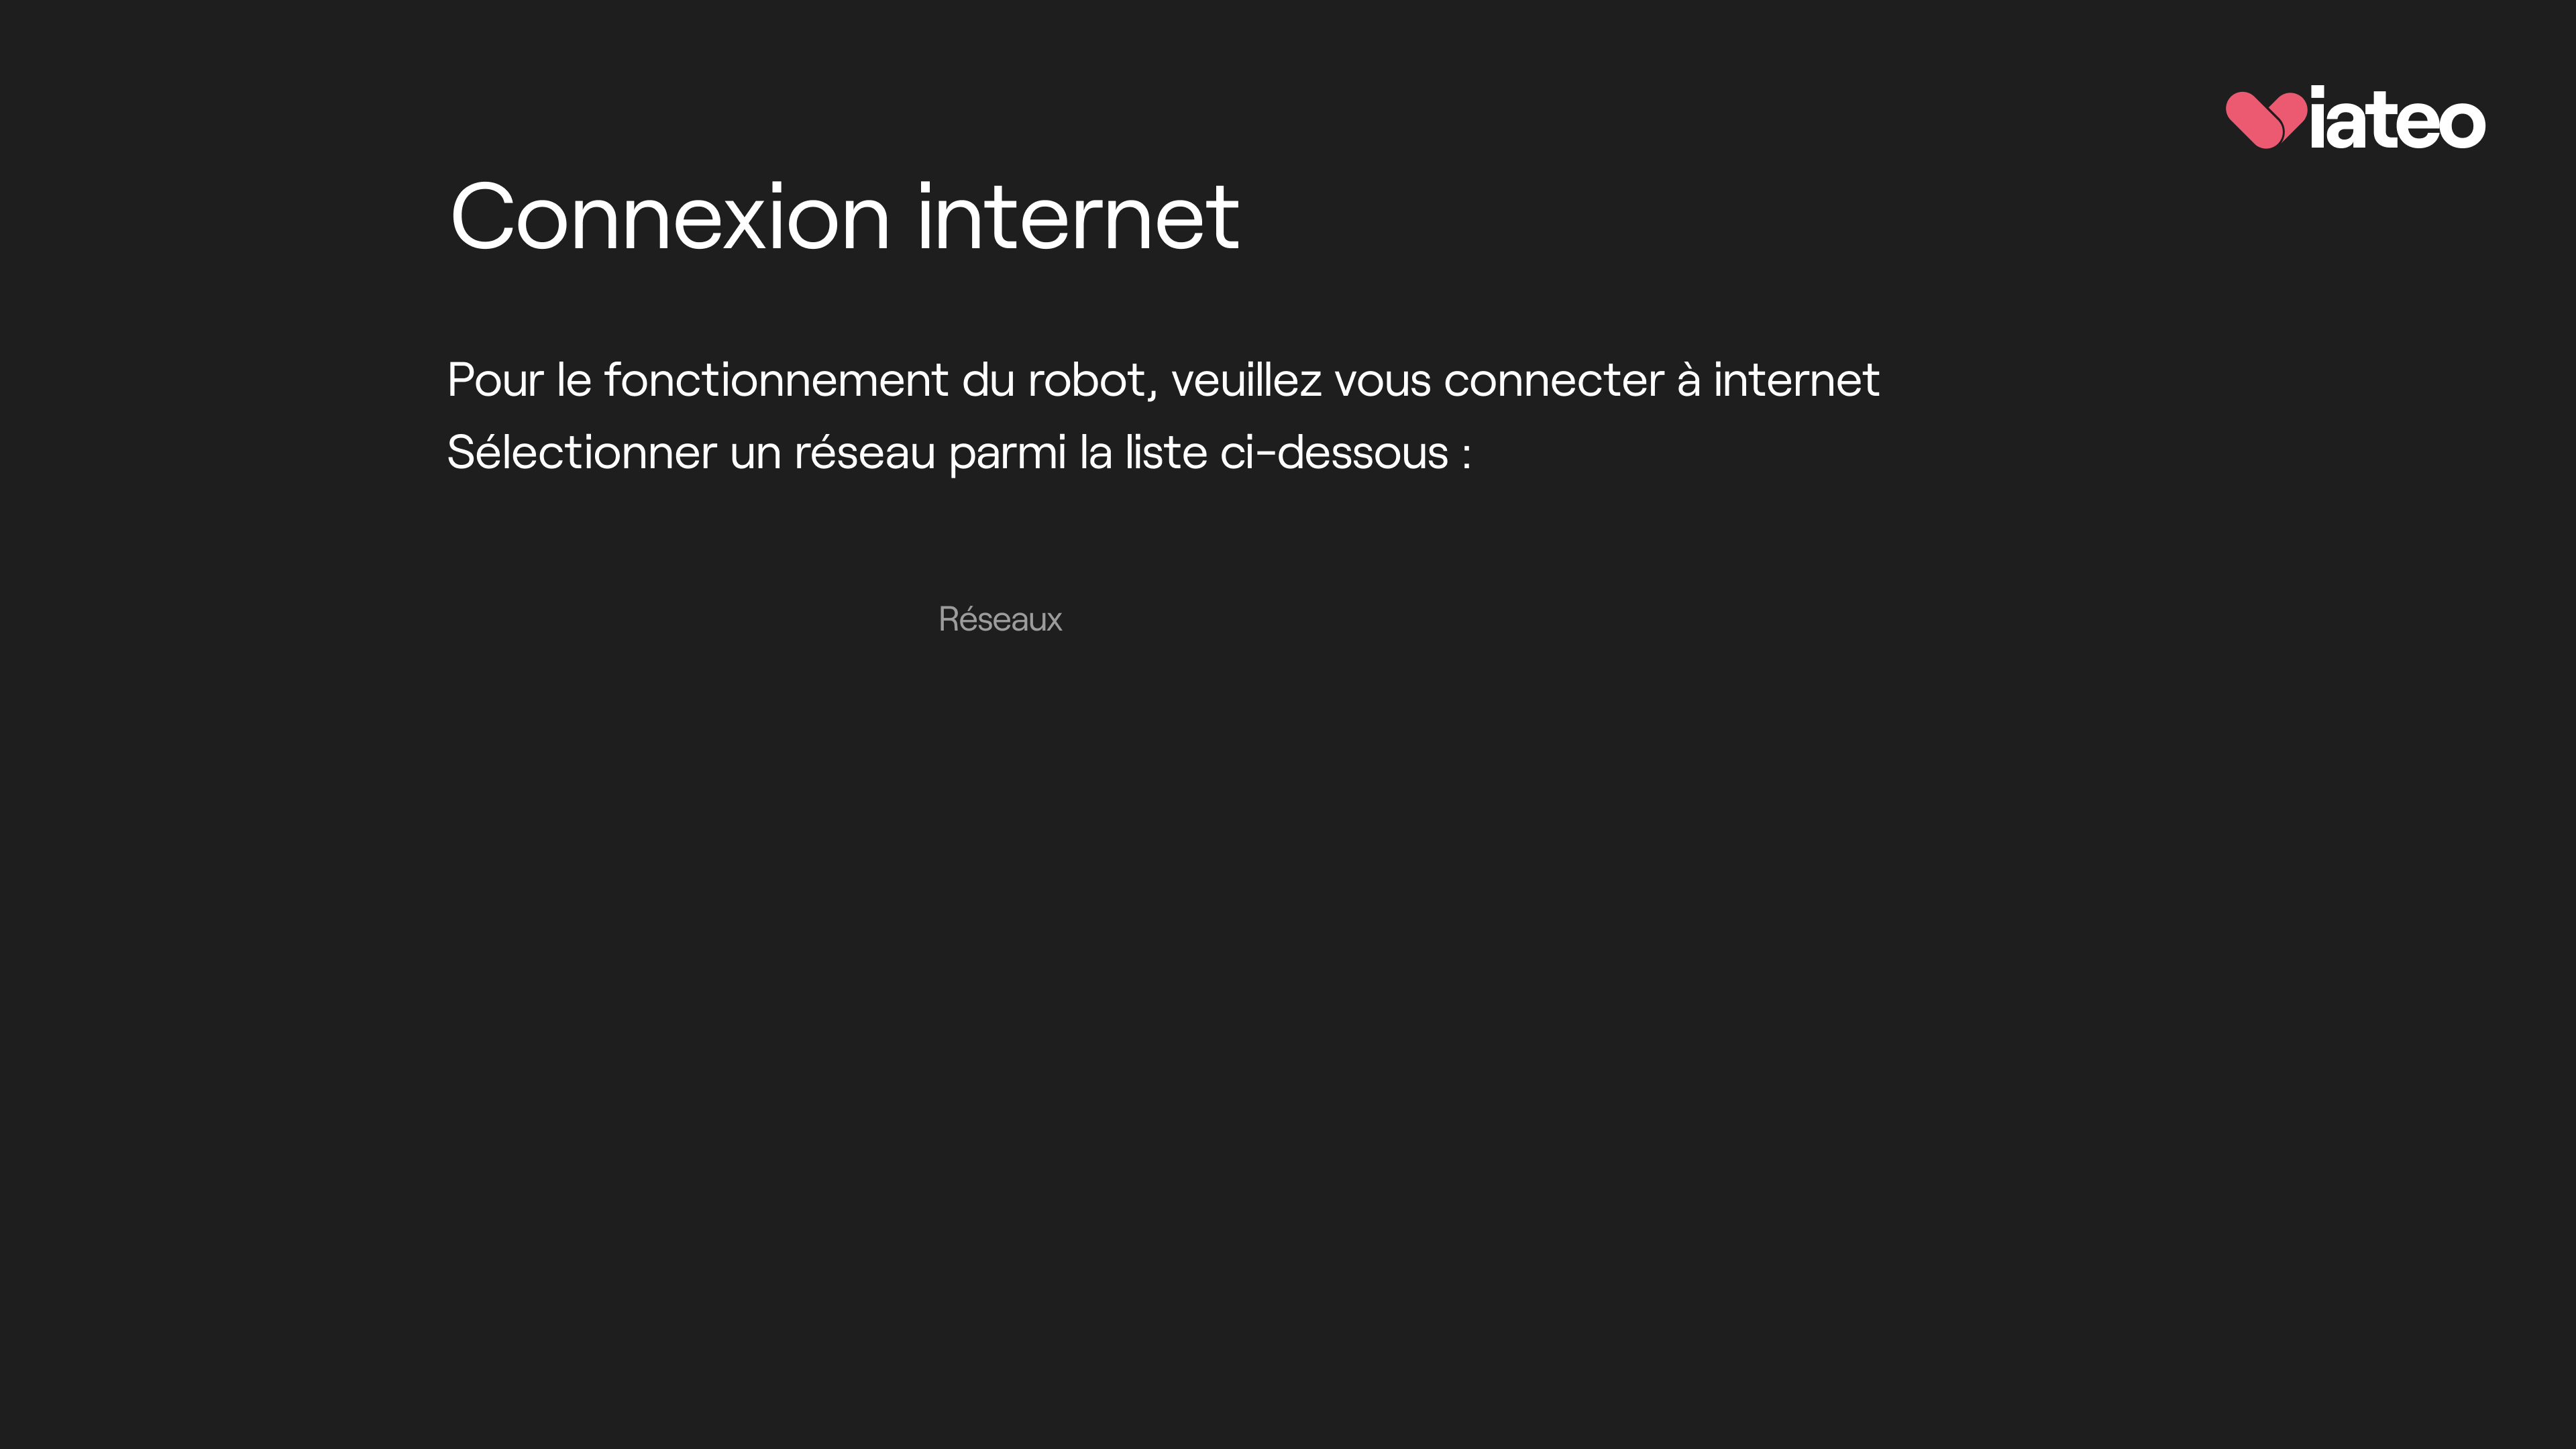 Viateo
Connexion internet
Pour le fonctionnement du robot, veuillez vous connecter à internet
Sélectionner un réseau parmi la liste ci-dessous :
Réseaux